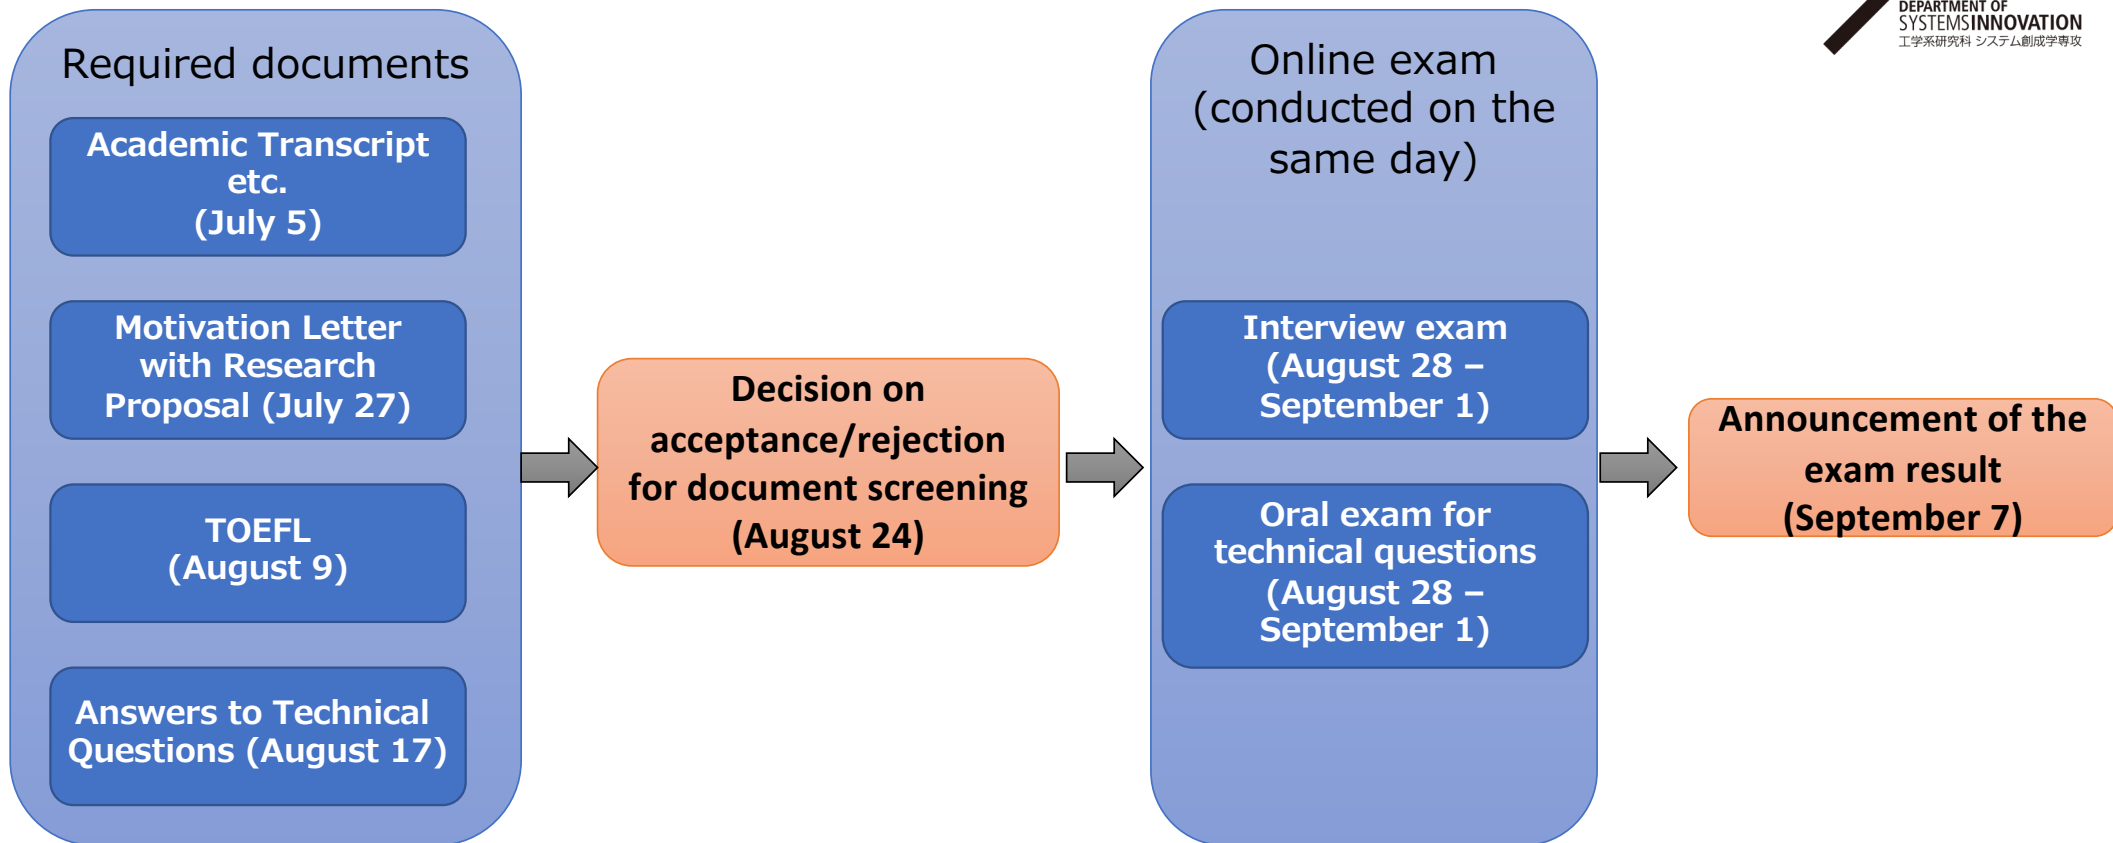 DEPARTMENT OF
SYSTEMSINNOVATION
工学系研究科 システム創成学専攻
Required documents
Academic Transcript
etc.
(July 5)
Motivation Letter
with Research
Proposal (July 27)
TOEFL
(August 9)
Answers to Technical
Questions (August 17)
Decision on
acceptance/rejection
for document screening
(August 24)
Online exam
(conducted on the
same day)
Interview exam
(August 28 –
September 1)
Oral exam for
technical questions
(August 28 –
September 1)
Announcement of the
exam result
(September 7)